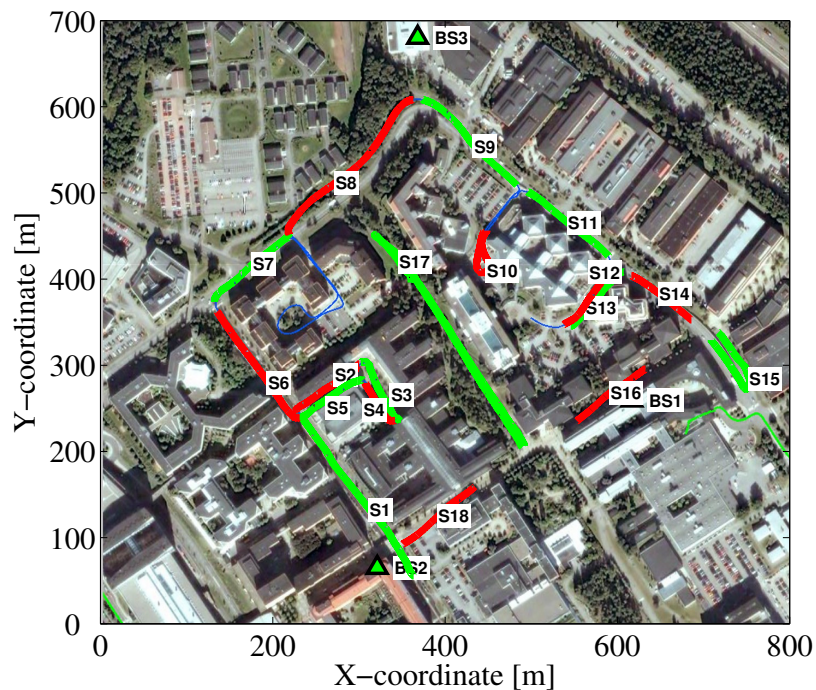 700
BS3
600
S9
S8
500
S11
S17
S7
S12
S10
400
S14
S13
300
S2
S15
S6
S16
S3
BS1
S5
S4
200
S1
S18
100
BS2
0
0
200
400
600
800
X−coordinate [m]
Y−coordinate [m]